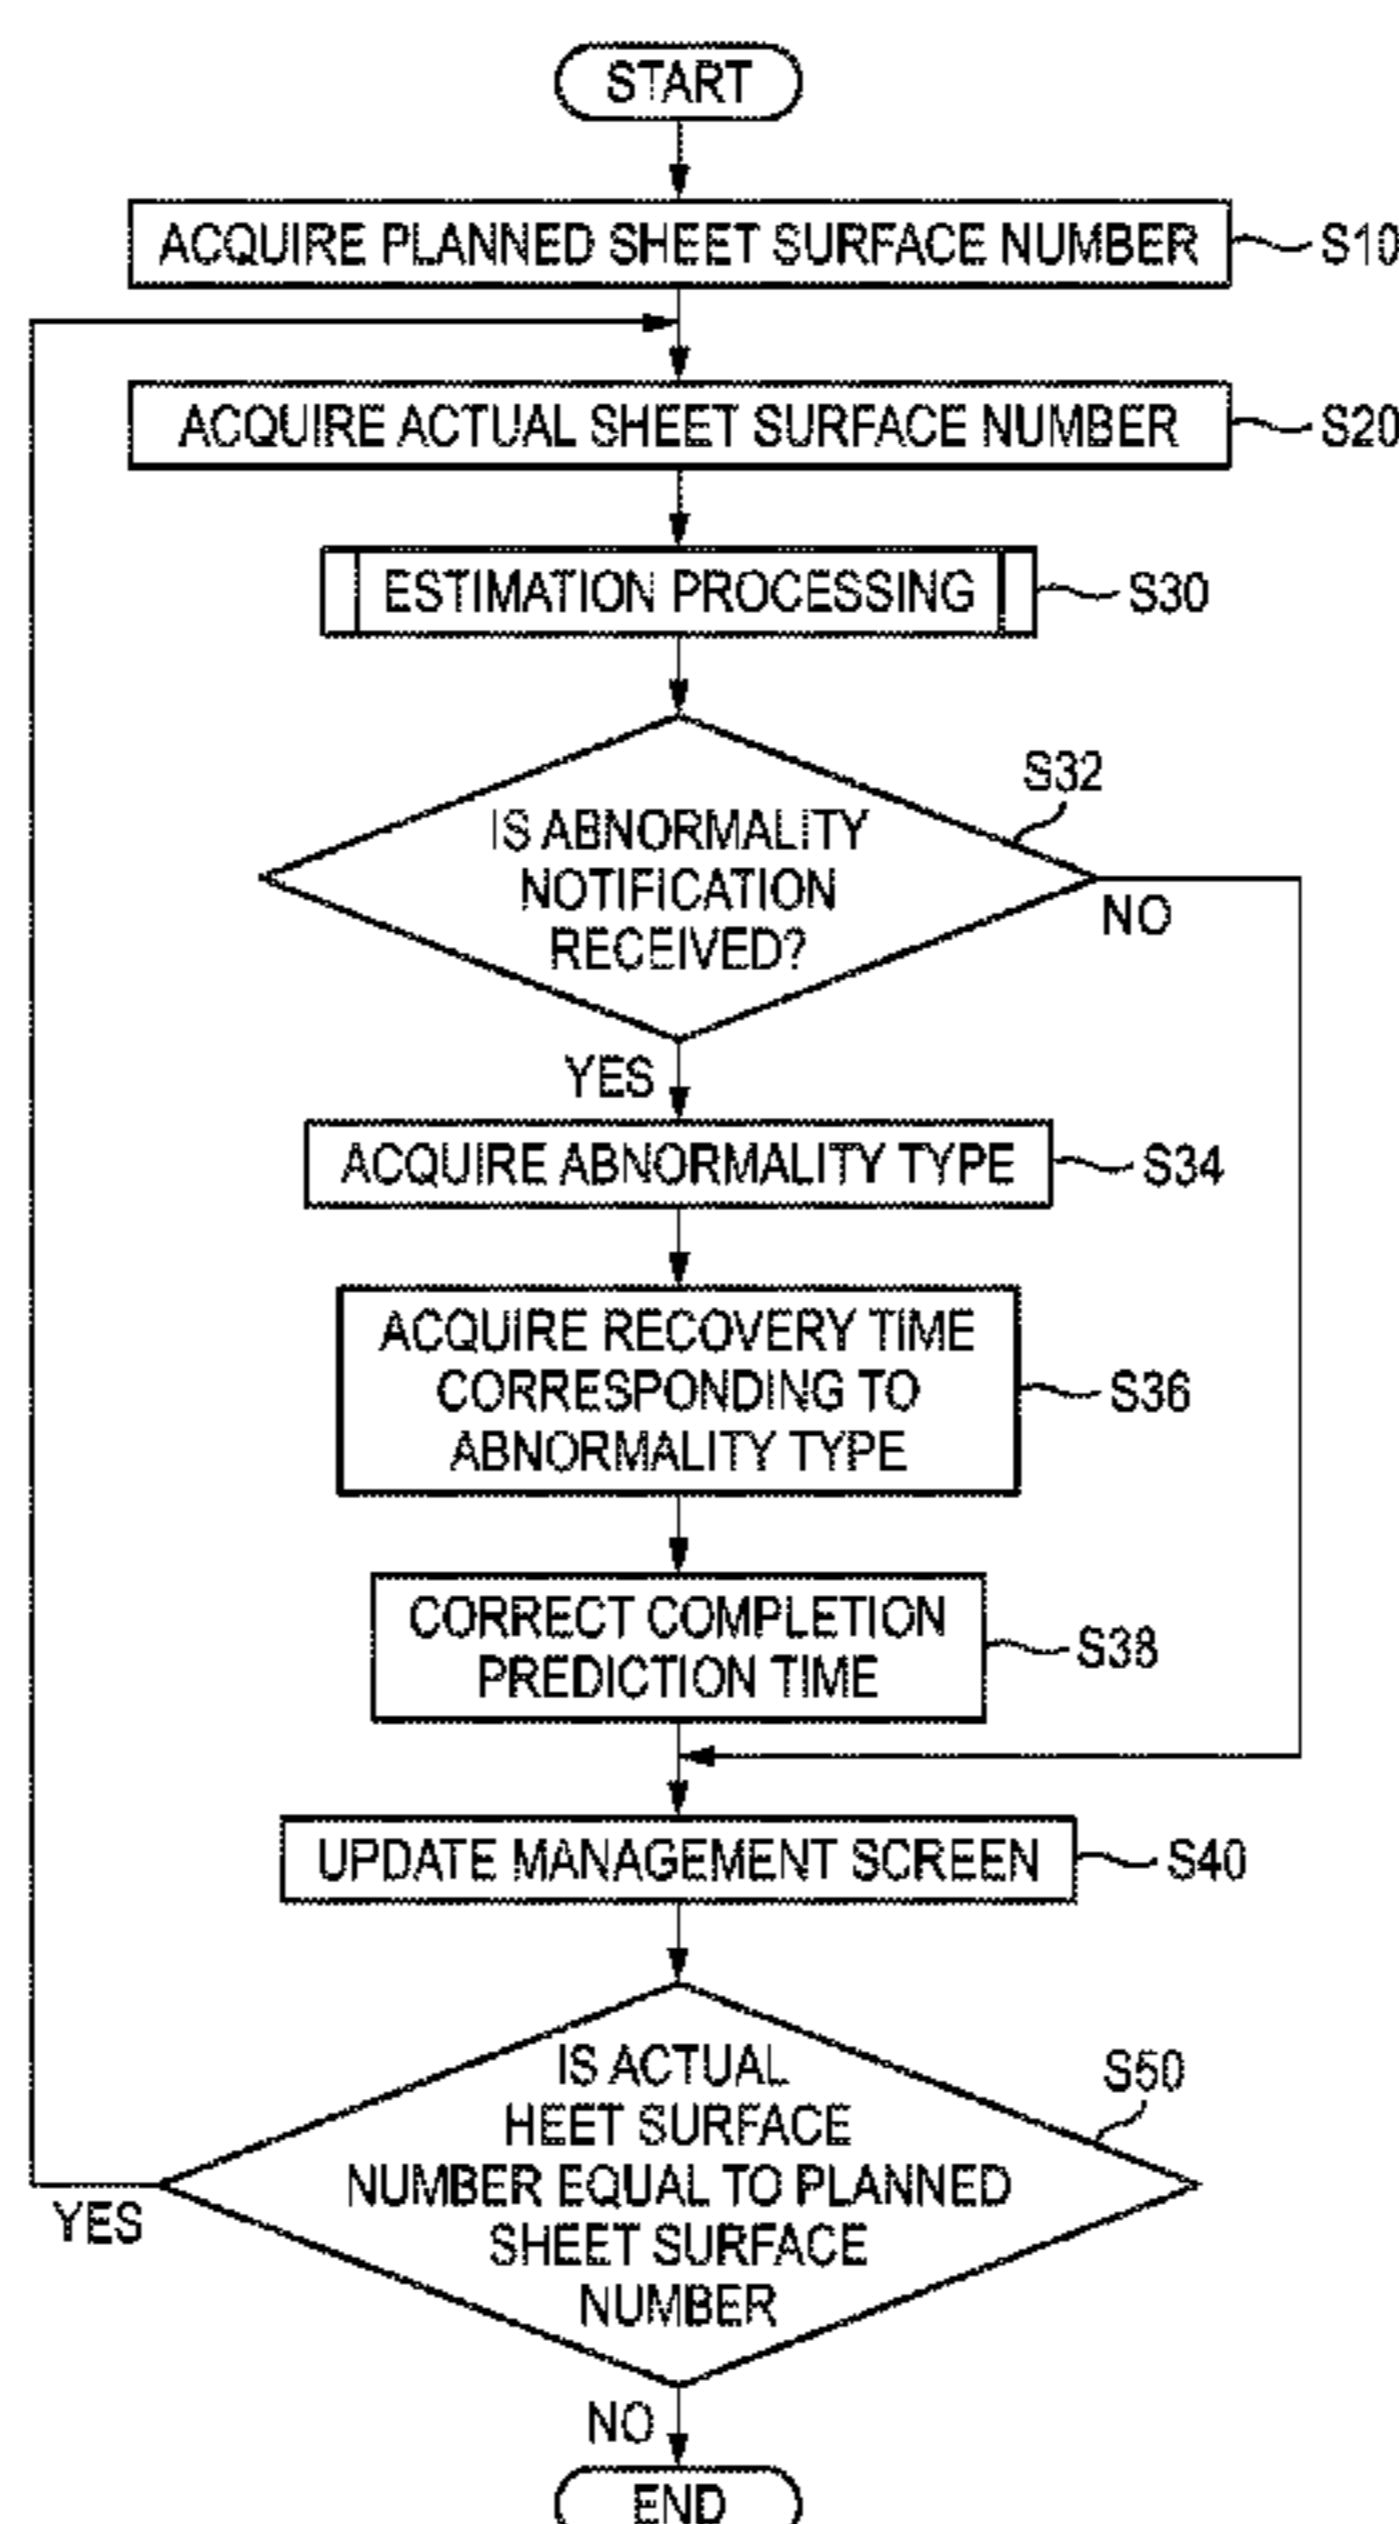 START
ACQUIRE PLANNED SHEET SURFACE NUMBER
S10
ACQUIRE ACTUAL SHEET SURFACE NUMBER
S20
ESTIMATION PROCESSING
S30
S32
IS ABNORMALITY
NOTIFICATION
RECEIVED?
NO
YES
ACQUIRE ABNORMALITY TYPE
S34
ACQUIRE RECOVERY TIME
CORRESPONDING TO
ABNORMALITY TYPE
S36
CORRECT COMPLETION
PREDICTION TIME
S38
UPDATE MANAGEMENT SCREEN
S40
S50
IS ACTUAL
HEET SURFACE
NUMBER EQUAL TO PLANNED
SHEET SURFACE
NUMBER
YES
NO
END